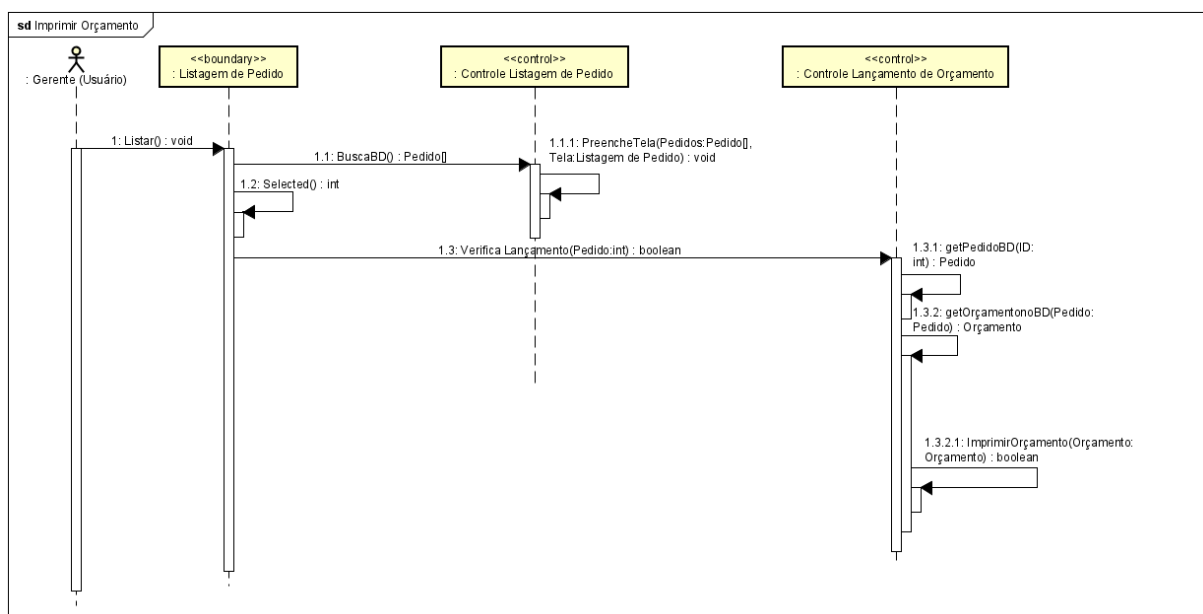 sd Imprimir Orçamento
: Gerente (Usuário)
<<boundary>>
: Listagem de Pedido
<<control>>
: Controle Listagem de Pedido
<<control>>
: Controle Lançamento de Orçamento
1: Listar() : void
1.1: BuscaBD() : Pedido[]
1.1.1: PreencheTela(Pedidos:Pedido[],
Tela:Listagem de Pedido) : void
1.2: Selected() : int
1.3: Verifica Lançamento(Pedido:int) : boolean
1.3.1: getPedidoBD(ID:
int) : Pedido
1.3.2: getOrçamentonoBD(Pedido:
Pedido) : Orçamento
1.3.2.1: ImprimirOrçamento(Orçamento:
Orçamento) : boolean